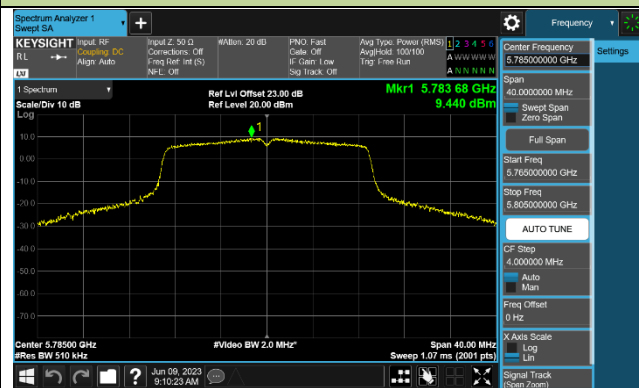 Spectrum Analyzer 1
Swept SA
Frequency
KEYSIGHT
RL
Input: RF
Coupling: DC
Align: Auto
Input Z: 50 Ω
Corrections: Off
Freq Ref: Int (S)
NFE: Off
#Atten: 20 dB
PNO: Fast
Gate: Off
IF Gain: Low
Sig Track: Off
Avg Type: Power (RMS)
Avg|Hold: 100/100
Trig: Free Run
1 2 3 4 5 6
A W W W W W
A N N N N N
LXI
1 Spectrum
Scale/Div 10 dB
Log
Ref Lvl Offset 23.00 dB
Ref Level 20.00 dBm
Mkr1 5.783 68 GHz
9.440 dBm
1
10.0
0.00
-10.0
-20.0
-30.0
-40.0
-50.0
-60.0
-70.0
Center 5.78500 GHz
#Res BW 510 kHz
#Video BW 2.0 MHz*
Span 40.00 MHz
Sweep 1.07 ms (2001 pts)
Jun 09, 2023
9:10:23 AM
Center Frequency
5.785000000 GHz
Settings
Span
40.0000000 MHz
Swept Span
Zero Span
Full Span
Start Freq
5.765000000 GHz
Stop Freq
5.805000000 GHz
AUTO TUNE
CF Step
4.000000 MHz
Auto
Man
Freq Offset
0 Hz
X Axis Scale
Log
Lin
Signal Track
(Span Zoom)